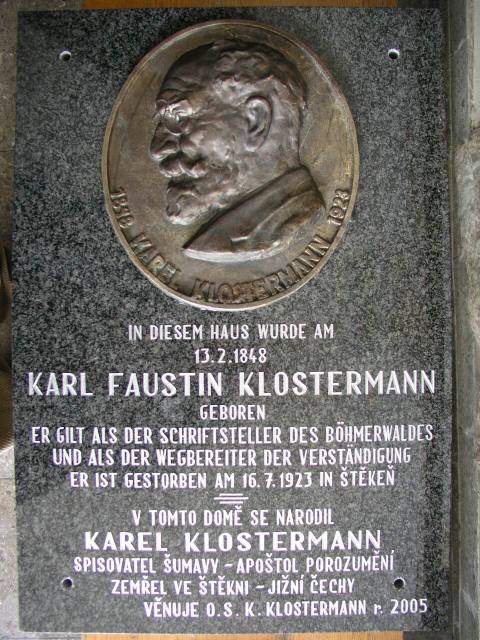 1848 KAREL KLOSTERMANN 1923
IN DIESEM HAUS WURDE AM
13.2.1848
KARL FAUSTIN KLOSTERMANN
GEBOREN
ER GILT ALS DER SCHRIFTSTELLER DES BÖHMERWALDES
UND ALS DER WEGBEREITER DER VERSTÄNDIGUNG
ER IST GESTORBEN AM 16.7.1923 IN ŠTĚKEŇ
V TOMTO DOMĚ SE NARODIL
KAREL KLOSTERMANN
SPISOVATEL ŠUMAVY – APOŠTOL POROZUMĚNÍ
ZEMŘEL VE ŠTĚKNI – JIŽNÍ ČECHY
VĚNUJE O.S. K. KLOSTERMANN r. 2005